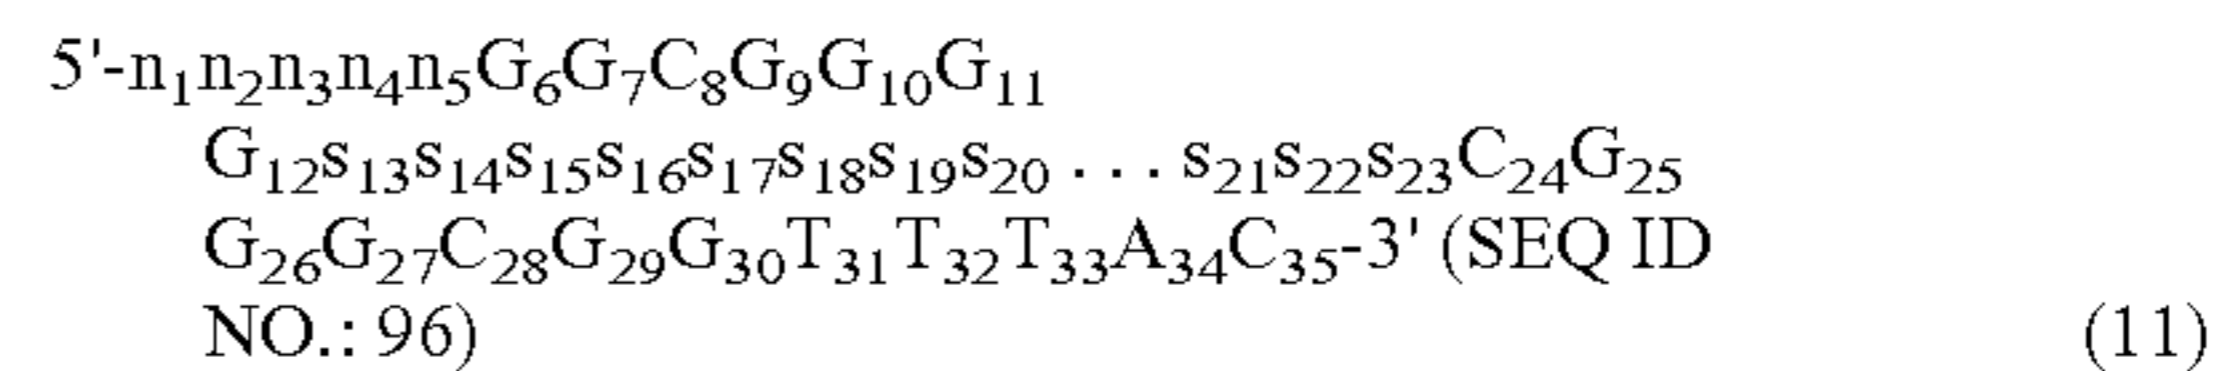 5'-n₁n₂n₃n₄n₅G₆G₇C₈G₉G₁₀G₁₁
G₁₂s₁₃s₁₄s₁₅s₁₆s₁₇s₁₈s₁₉s₂₀ . . . s₂₁s₂₂s₂₃C₂₄G₂₅
G₂₆G₂₇C₂₈G₂₉G₃₀T₃₁T₃₂T₃₃A₃₄C₃₅-3' (SEQ ID
NO.: 96) (11)